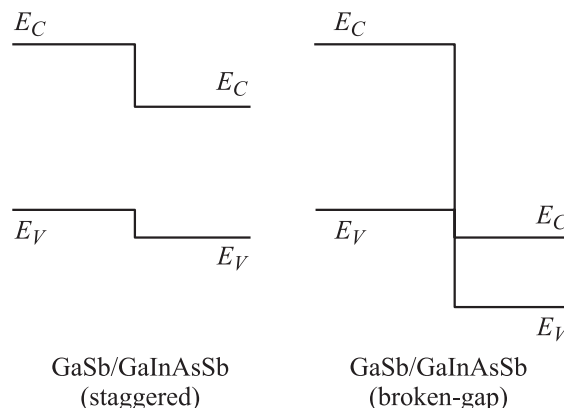 E_C
E_C
E_V
E_V
GaSb/GaInAsSb
(staggered)
E_C
E_V
E_C
E_V
GaSb/GaInAsSb
(broken-gap)